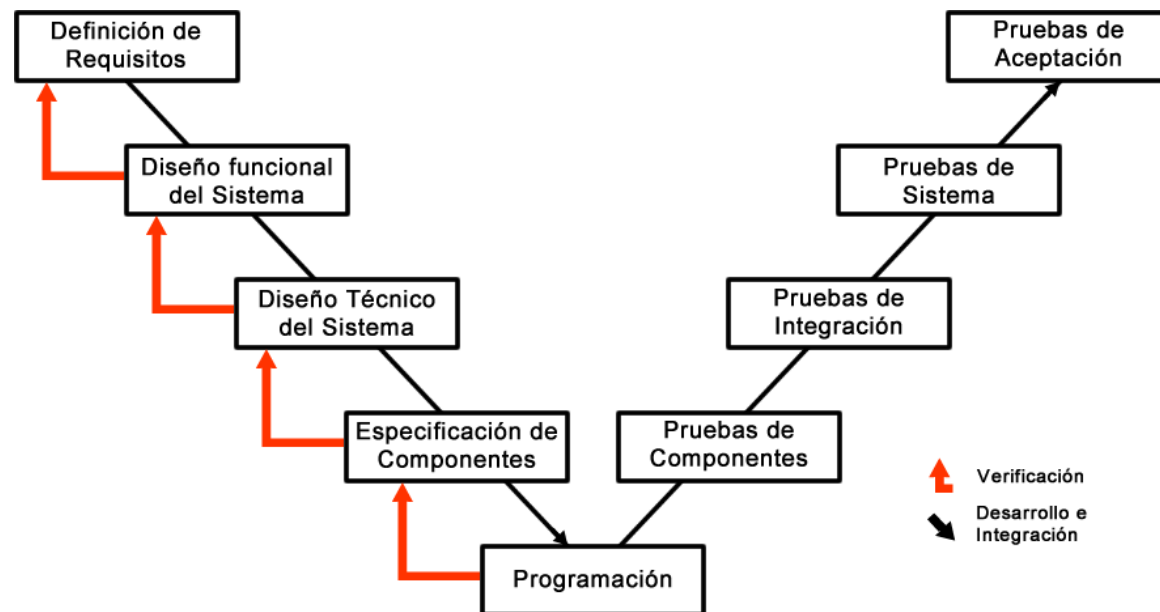 Definición de
Requisitos
Pruebas de
Aceptación
Diseño funcional
del Sistema
Pruebas de
Sistema
Diseño Técnico
del Sistema
Pruebas de
Integración
Especificación de
Componentes
Pruebas de
Componentes
Verificación
Desarrollo e
Integración
Programación